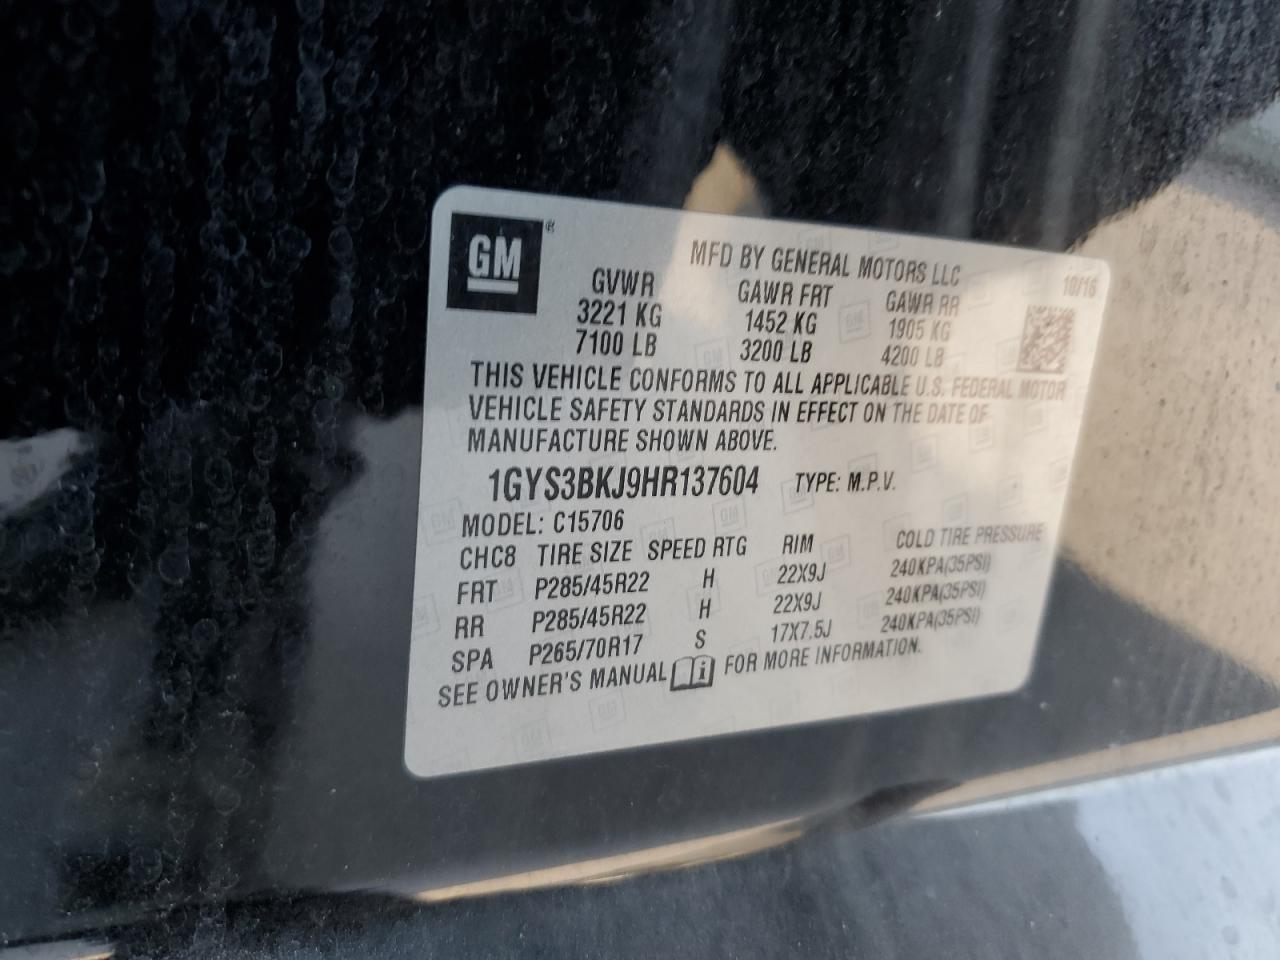 GM ®
MFD BY GENERAL MOTORS LLC
10/16
GVWR GAWR FRT GAWR RR
3221 KG 1452 KG 1905 KG
7100 LB 3200 LB 4200 LB
THIS VEHICLE CONFORMS TO ALL APPLICABLE U.S. FEDERAL MOTOR
VEHICLE SAFETY STANDARDS IN EFFECT ON THE DATE OF
MANUFACTURE SHOWN ABOVE.
1GYS3BKJ9HR137604 TYPE: M.P.V.
MODEL: C15706
CHC8 TIRE SIZE SPEED RTG RIM COLD TIRE PRESSURE
FRT P285/45R22 H 22X9J 240KPA(35PSI)
RR P285/45R22 H 22X9J 240KPA(35PSI)
SPA P265/70R17 S 17X7.5J 240KPA(35PSI)
SEE OWNER'S MANUAL FOR MORE INFORMATION.